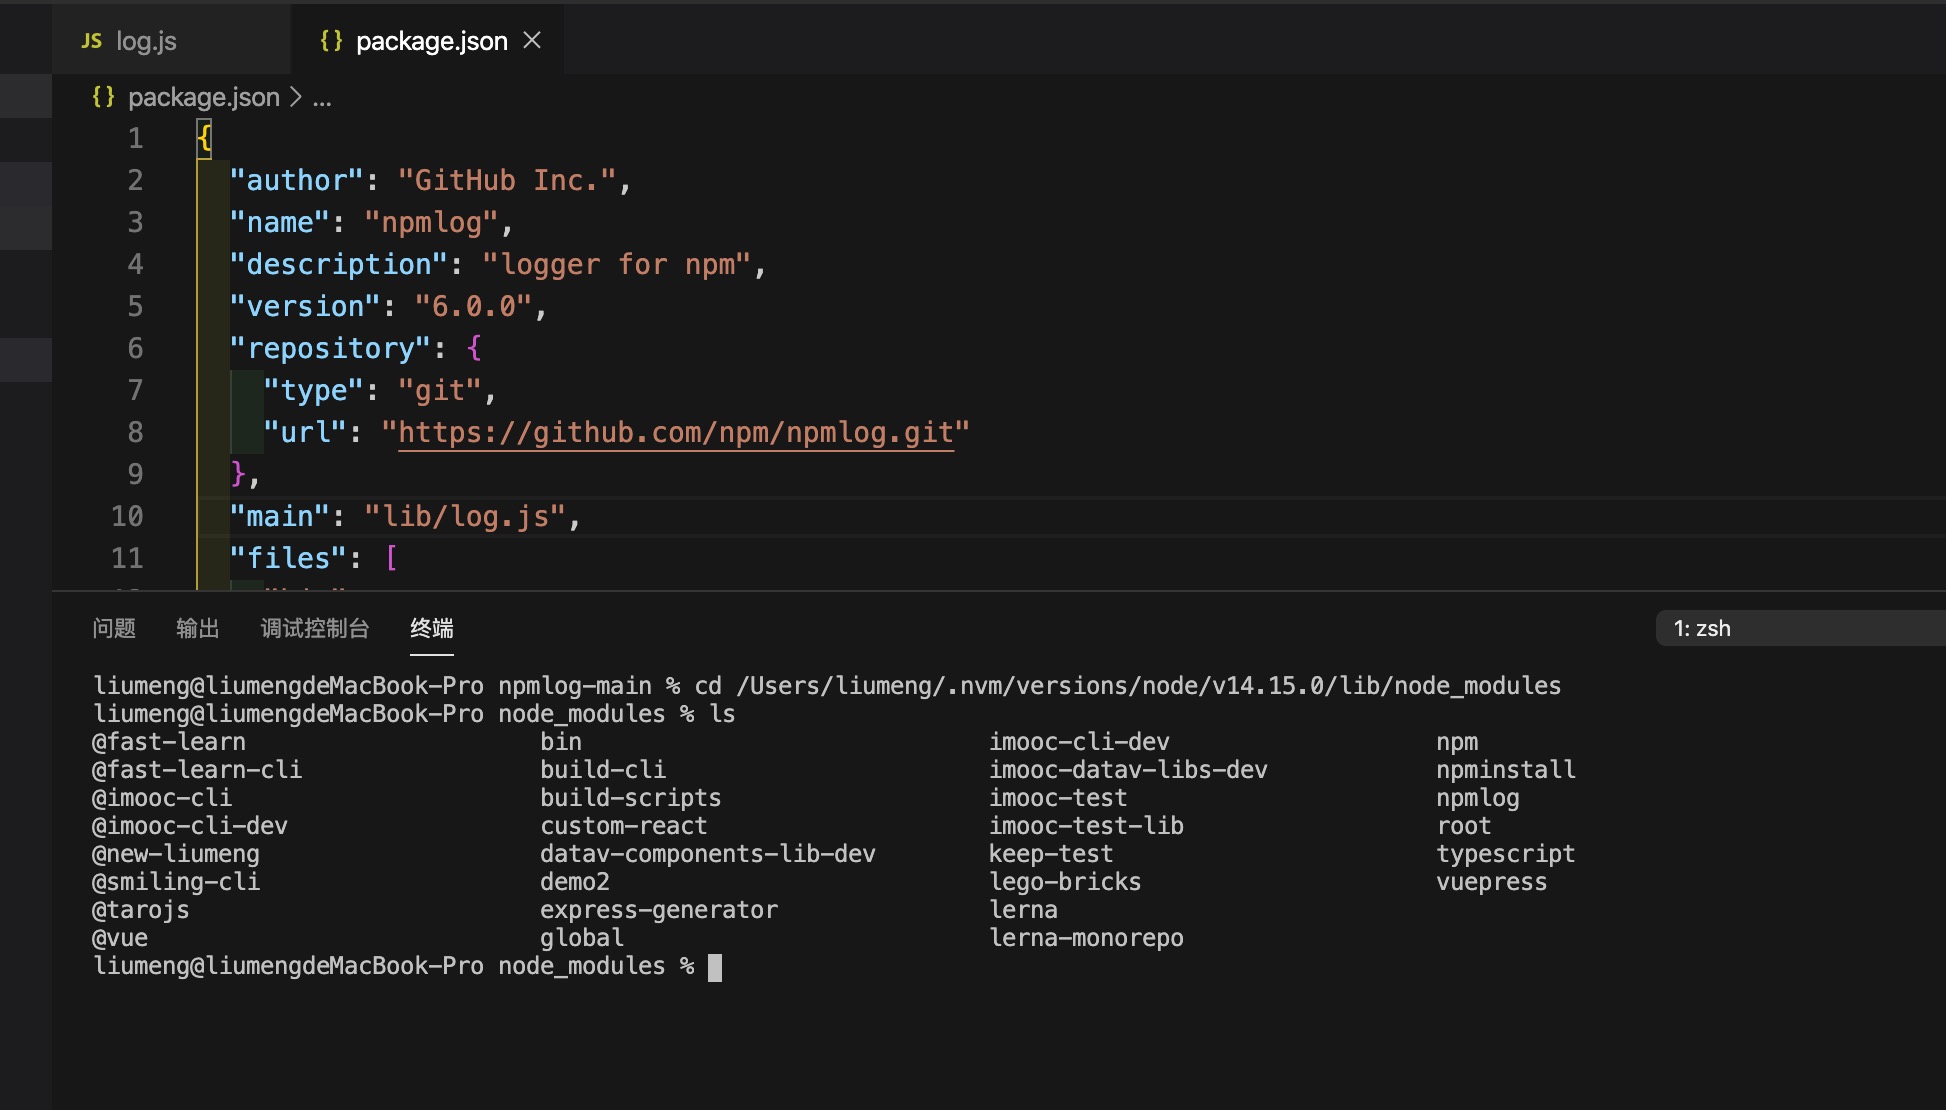 JS log.js {} package.json ×
{} package.json > ...
1 {
2 "author": "GitHub Inc.",
3 "name": "npmlog",
4 "description": "logger for npm",
5 "version": "6.0.0",
6 "repository": {
7 "type": "git",
8 "url": "https://github.com/npm/npmlog.git"
9 },
10 "main": "lib/log.js",
11 "files": [
问题 输出 调试控制台 终端 1: zsh
liumeng@liumengdeMacBook-Pro npmlog-main % cd /Users/liumeng/.nvm/versions/node/v14.15.0/lib/node_modules
liumeng@liumengdeMacBook-Pro node_modules % ls
@fast-learn bin imooc-cli-dev npm
@fast-learn-cli build-cli imooc-datav-libs-dev npminstall
@imooc-cli build-scripts imooc-test npmlog
@imooc-cli-dev custom-react imooc-test-lib root
@new-liumeng datav-components-lib-dev keep-test typescript
@smiling-cli demo2 lego-bricks vuepress
@tarojs express-generator lerna
@vue global lerna-monorepo
liumeng@liumengdeMacBook-Pro node_modules %